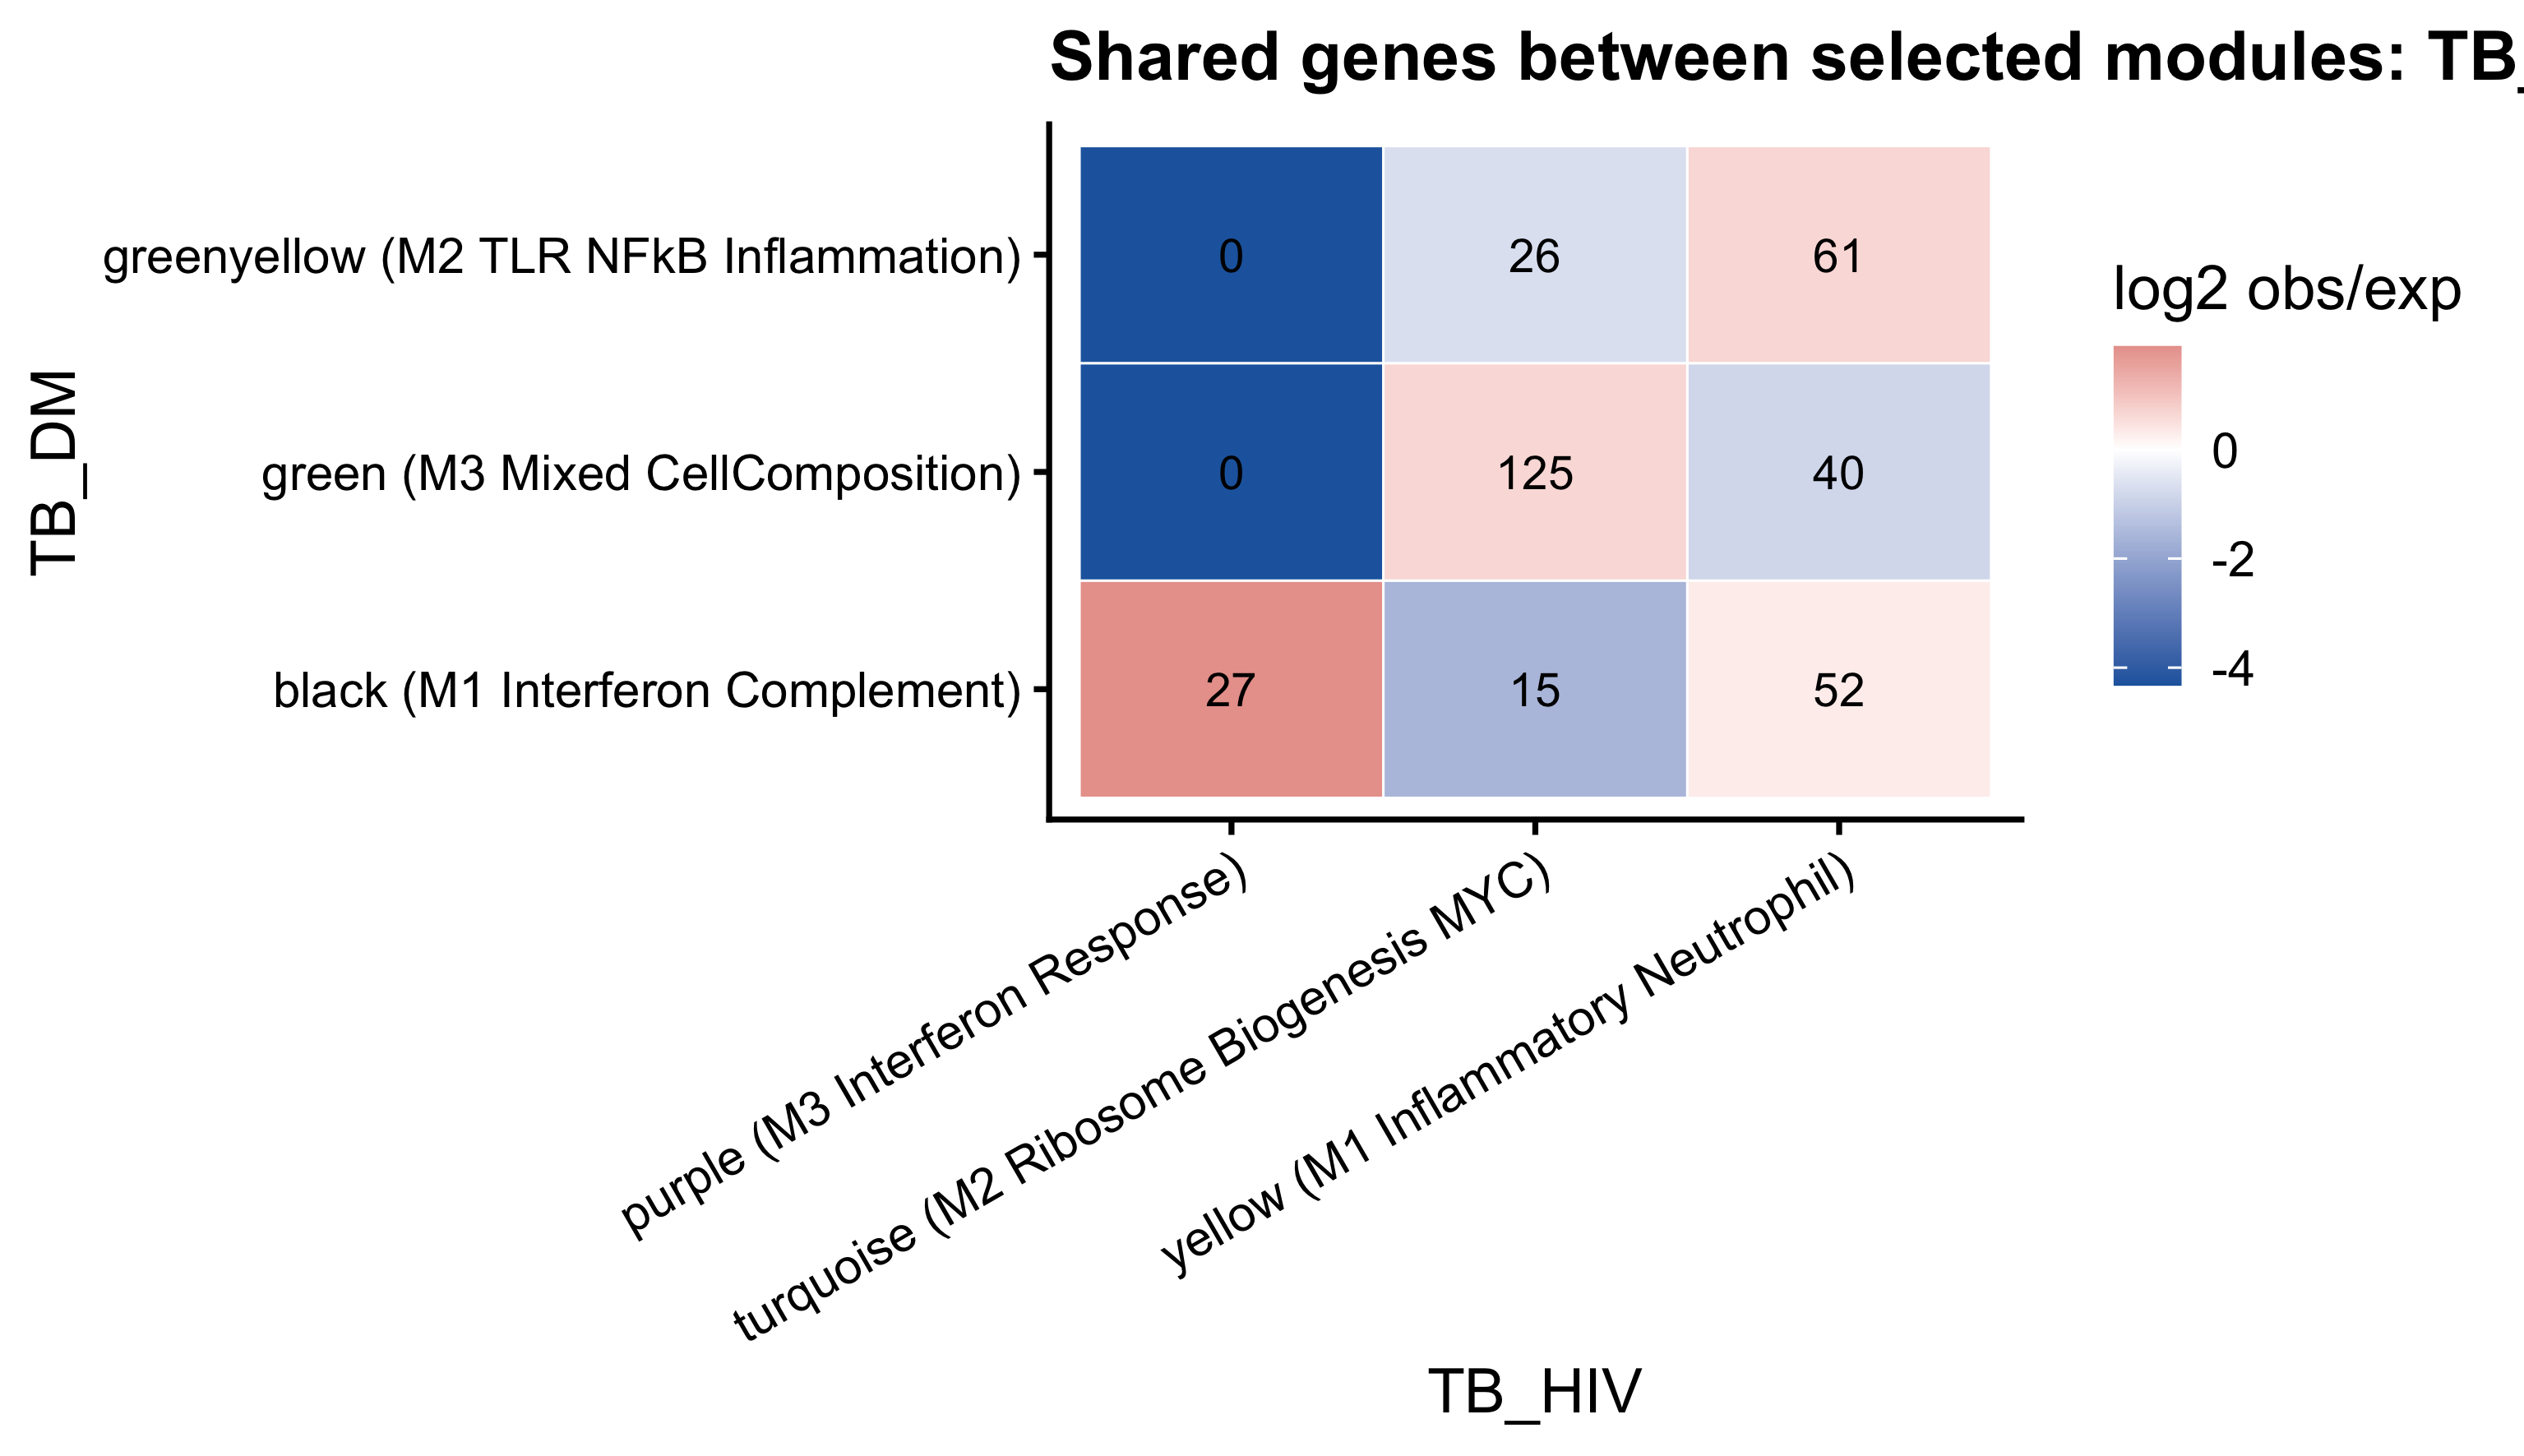 Shared genes between selected modules: TB_
greenyellow (M2 TLR NFkB Inflammation)
0
26
61
green (M3 Mixed CellComposition)
0
125
40
black (M1 Interferon Complement)
27
15
52
TB_DM
log2 obs/exp
0
-2
-4
purple (M3 Interferon Response)
turquoise (M2 Ribosome Biogenesis MYC)
yellow (M1 Inflammatory Neutrophil)
TB_HIV